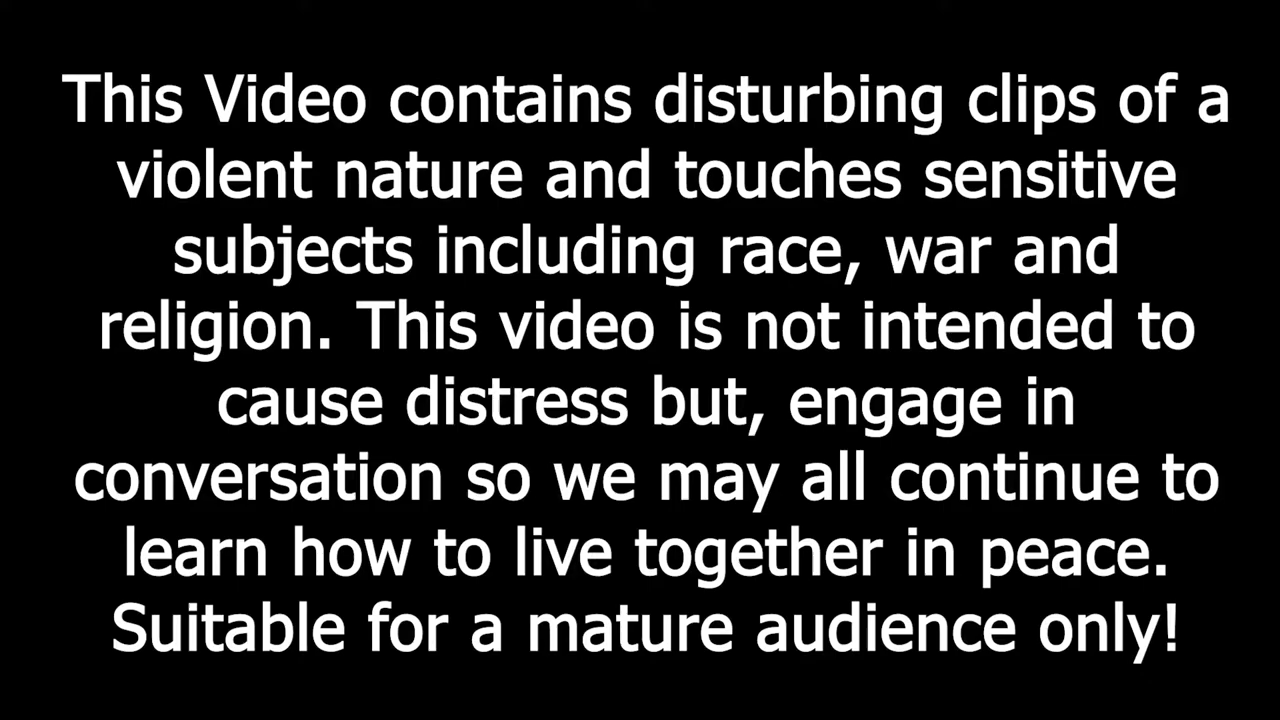 This Video contains disturbing clips of a
violent nature and touches sensitive
subjects including race, war and
religion. This video is not intended to
cause distress but, engage in
conversation so we may all continue to
learn how to live together in peace.
Suitable for a mature audience only!